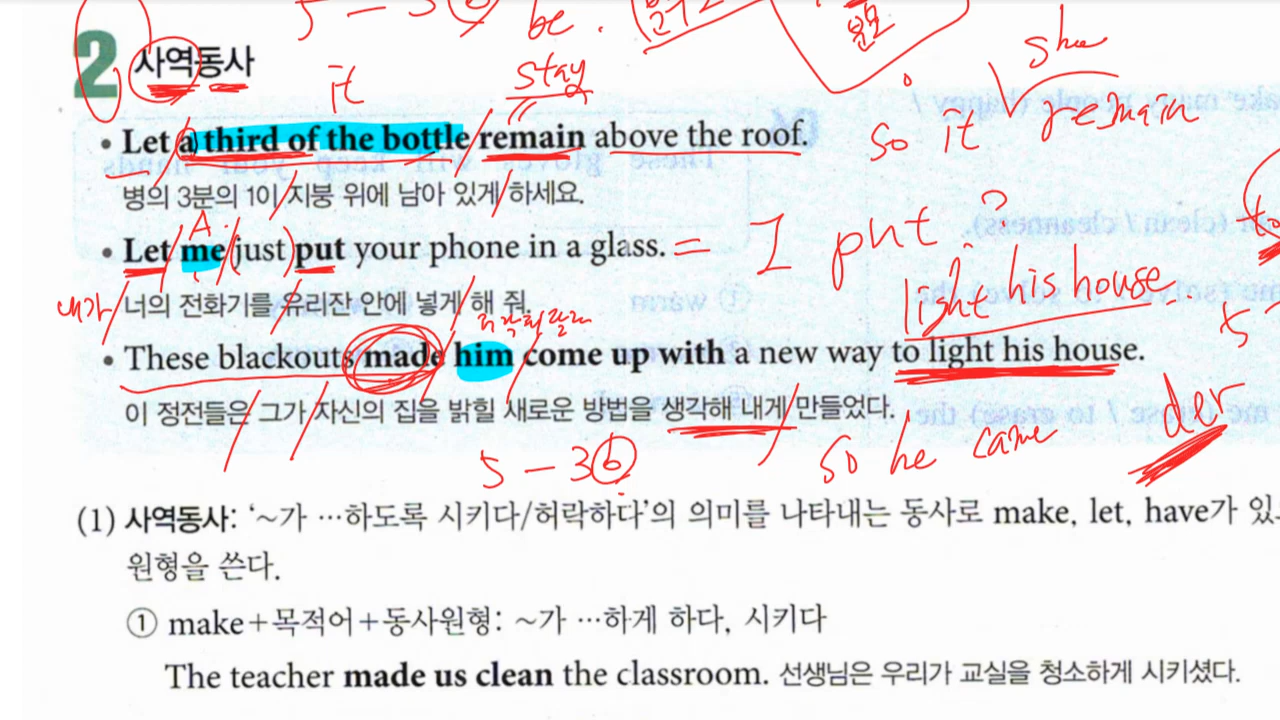 5 - 3 ⓑ be.
분모
2 사역동사
it stay she
so it remain
• Let a third of the bottle remain above the roof.
병의 3분의 1이 지붕 위에 남아 있게 하세요.
A
• Let me just put your phone in a glass. = I put?
내가 너의 전화기를 유리잔 안에 넣게 해 줘.
light his house
• These blackouts made him come up with a new way to light his house.
이 정전들은 그가 자신의 집을 밝힐 새로운 방법을 생각해 내게 만들었다.
5 - 3 ⓑ so he came der
(1) 사역동사: ‘~가 …하도록 시키다/허락하다’의 의미를 나타내는 동사로 make, let, have가 있
원형을 쓴다.
① make+목적어+동사원형: ~가 …하게 하다, 시키다
The teacher made us clean the classroom. 선생님은 우리가 교실을 청소하게 시키셨다.